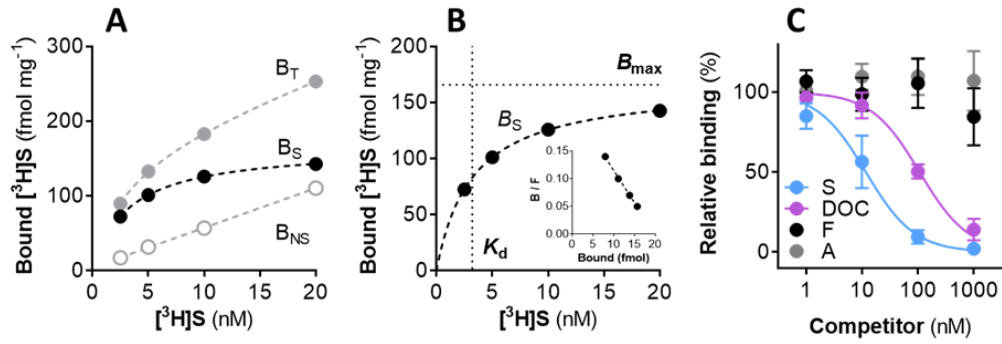 A
Bound [³H]S (fmol mg⁻¹)
300
200
100
0
B_T
B_S
B_NS
0
5
10
15
20
[³H]S (nM)
B
Bound [³H]S (fmol mg⁻¹)
200
150
100
50
0
B_max
B_S
K_d
B / F
0.15
0.10
0.05
0.00
0
5
10
15
20
Bound (fmol)
0
5
10
15
20
[³H]S (nM)
C
Relative binding (%)
100
50
0
S
DOC
F
A
1
10
100
1000
Competitor (nM)